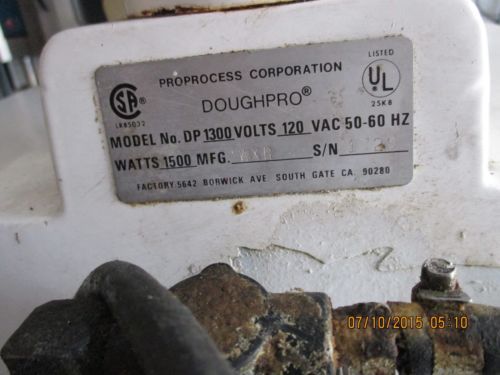 PROPROCESS CORPORATION
LISTED
DOUGHPRO®
SA
LR85032
UL
25K8
MODEL No. DP 1300 VOLTS 120 VAC 50-60 HZ
WATTS 1500 MFG. S/N
FACTORY: 5642 BORWICK AVE. SOUTH GATE CA. 90280
07/10/2015 05:10